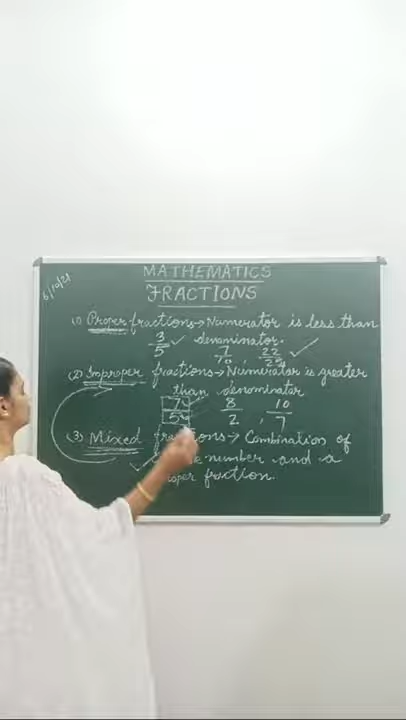 6/10/21
MATHEMATICS
FRACTIONS
(1) Proper fractions → Numerator is less than
denominator.
3/5 ✓ 7/10, 22/25 ✓
(2) Improper fractions → Numerator is greater
than denominator
7/5 8/2, 10/7
(3) Mixed fractions → Combination of
number and a
fraction.